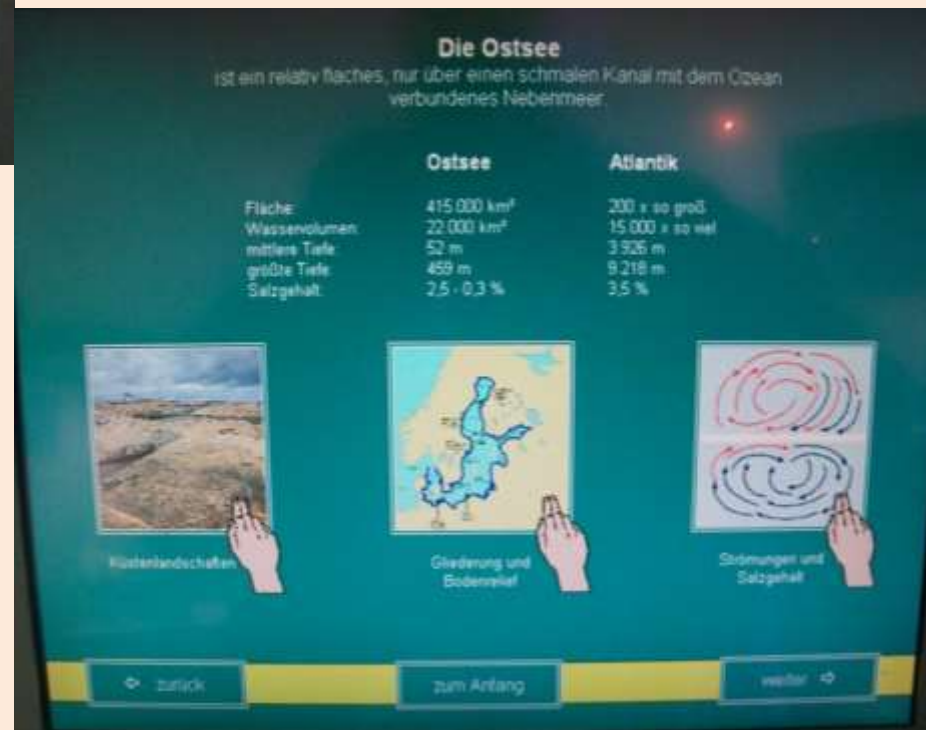 Die Ostsee
ist ein relativ flaches, nur über einen schmalen Kanal mit dem Ozean
verbundenes Nebenmeer.
Ostsee Atlantik
Fläche: 415.000 km² 200 x so groß
Wasservolumen: 22.000 km³ 15.000 x so viel
mittlere Tiefe: 52 m 3.926 m
größte Tiefe: 459 m 9.218 m
Salzgehalt: 2,5 - 0,3 % 3,5 %
Küstenlandschaften
Gliederung und
Bodenrelief
Strömungen und
Salzgehalt
zurück
zum Anfang
weiter